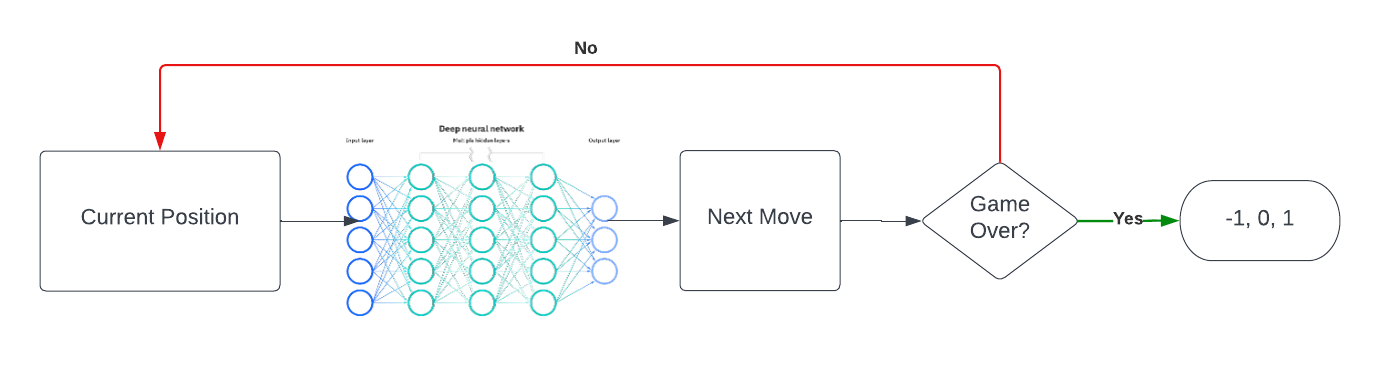 No
Deep neural network
Input layer
Multiple hidden layers
Output layer
Current Position
Next Move
Game
Over?
Yes
-1, 0, 1